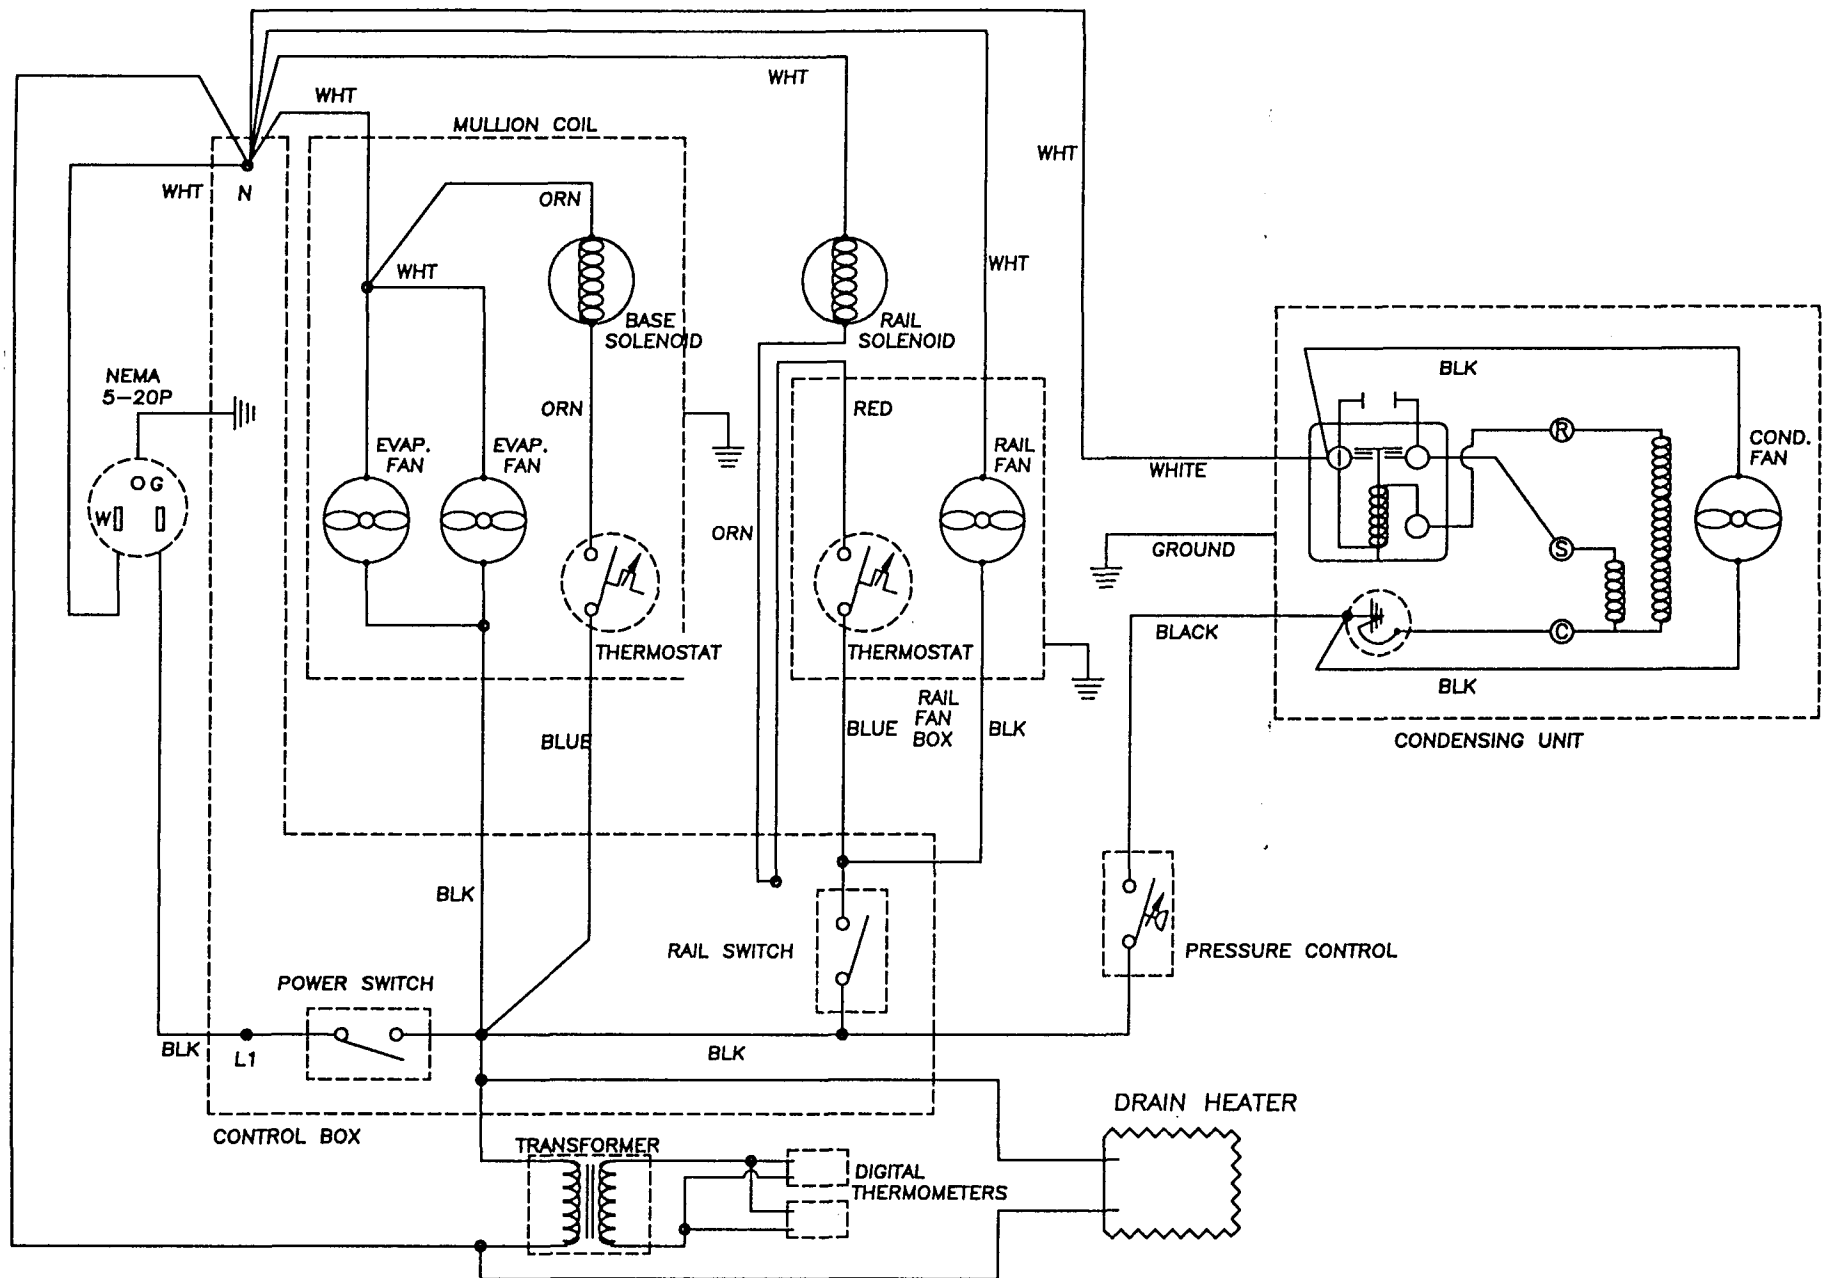 WHT
WHT
MULLION COIL
WHT
WHT
N
ORN
WHT
WHT
BASE
SOLENOID
RAIL
SOLENOID
NEMA
5-20P
ORN
RED
BLK
EVAP.
FAN
EVAP.
FAN
RAIL
FAN
WHITE
R
COND.
FAN
G
W
ORN
GROUND
S
THERMOSTAT
THERMOSTAT
BLACK
C
BLK
RAIL
FAN
BOX
BLUE
BLUE
BLK
CONDENSING UNIT
BLK
RAIL SWITCH
PRESSURE CONTROL
POWER SWITCH
BLK
L1
BLK
DRAIN HEATER
CONTROL BOX
TRANSFORMER
DIGITAL
THERMOMETERS